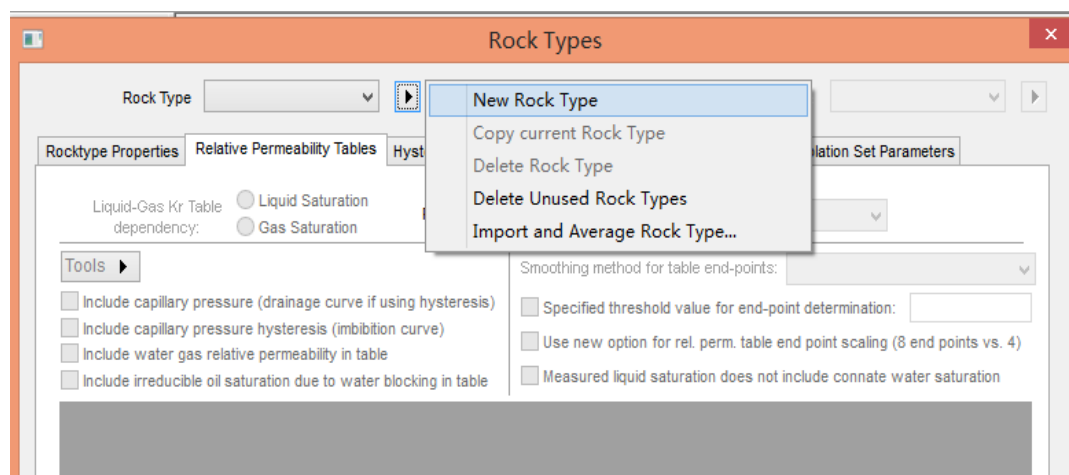 Rock Types
Rock Type
New Rock Type
Copy current Rock Type
Delete Rock Type
Delete Unused Rock Types
Import and Average Rock Type...
Rocktype Properties Relative Permeability Tables
Set Parameters
Liquid-Gas Kr Table
dependency:
Liquid Saturation
Gas Saturation
Tools
Include capillary pressure (drainage curve if using hysteresis)
Include capillary pressure hysteresis (imbibition curve)
Include water gas relative permeability in table
Include irreducible oil saturation due to water blocking in table
Smoothing method for table end-points:
Specified threshold value for end-point determination:
Use new option for rel. perm. table end point scaling (8 end points vs. 4)
Measured liquid saturation does not include connate water saturation